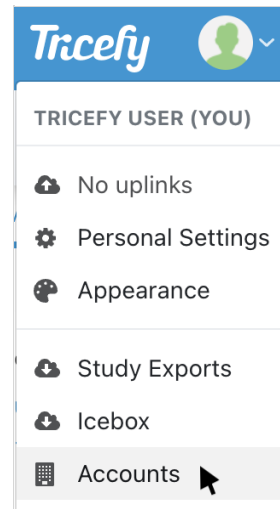 Tricefy
TRICEFY USER (YOU)
No uplinks
Personal Settings
Appearance
Study Exports
Icebox
Accounts